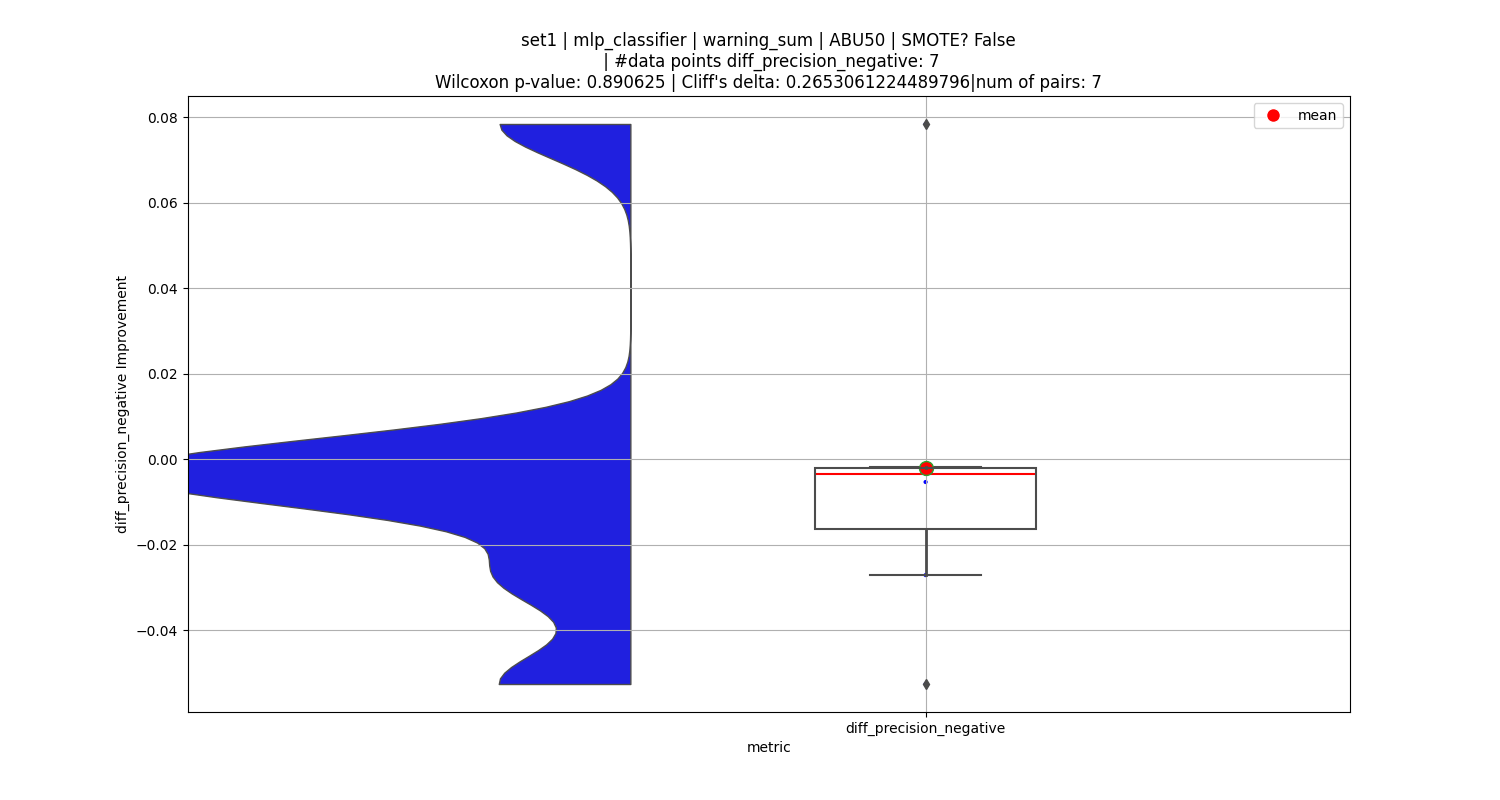 set1 | mlp_classifier | warning_sum | ABU50 | SMOTE? False
| #data points diff_precision_negative: 7
Wilcoxon p-value: 0.890625 | Cliff's delta: 0.2653061224489796|num of pairs: 7
mean
0.08
0.06
0.04
0.02
0.00
−0.02
−0.04
diff_precision_negative Improvement
diff_precision_negative
metric